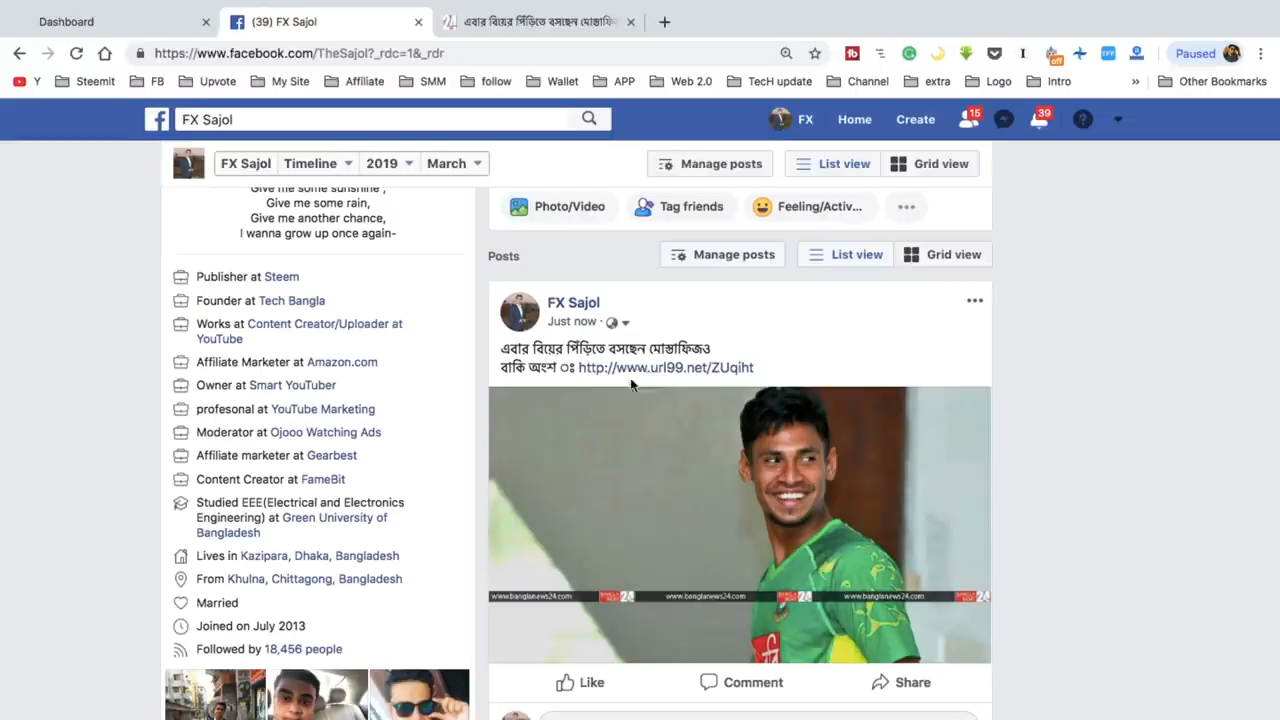 Dashboard
(39) FX Sajol
এবার বিয়ের পিঁড়িতে বসছেন মোস্তাফি
https://www.facebook.com/TheSajol?_rdc=1&_rdr
Paused
Y
Steemit
FB
Upvote
My Site
Affiliate
SMM
follow
Wallet
APP
Web 2.0
TecH update
Channel
extra
Logo
Intro
Other Bookmarks
FX Sajol
FX
Home
Create
15
39
FX Sajol
Timeline
2019
March
Manage posts
List view
Grid view
Give me some sunshine ,
Give me some rain,
Give me another chance,
I wanna grow up once again-
Publisher at Steem
Founder at Tech Bangla
Works at Content Creator/Uploader at
YouTube
Affiliate Marketer at Amazon.com
Owner at Smart YouTuber
profesonal at YouTube Marketing
Moderator at Ojooo Watching Ads
Affiliate marketer at Gearbest
Content Creator at FameBit
Studied EEE(Electrical and Electronics
Engineering) at Green University of
Bangladesh
Lives in Kazipara, Dhaka, Bangladesh
From Khulna, Chittagong, Bangladesh
Married
Joined on July 2013
Followed by 18,456 people
Photo/Video
Tag friends
Feeling/Activ...
Posts
Manage posts
List view
Grid view
FX Sajol
Just now
এবার বিয়ের পিঁড়িতে বসছেন মোস্তাফিজও
বাকি অংশ ঃ http://www.url99.net/ZUqiht
www.banglanews24.com
www.banglanews24.com
www.banglanews24.com
Like
Comment
Share